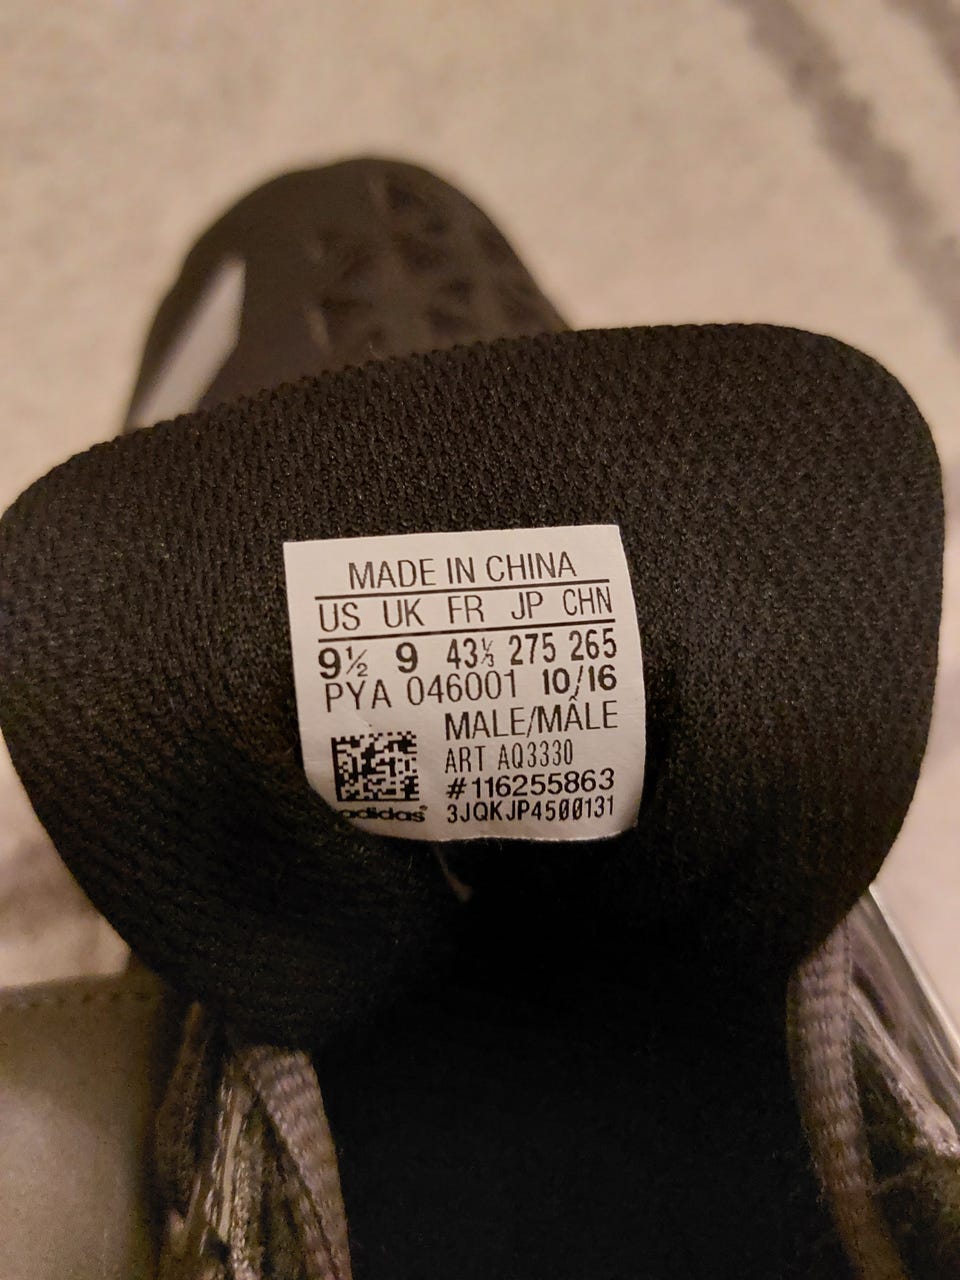 MADE IN CHINA
US UK FR JP CHN
9½ 9 43⅓ 275 265
PYA 046001 10/16
MALE/MÂLE
ART AQ3330
#116255863
adidas 3JQKJP4500131